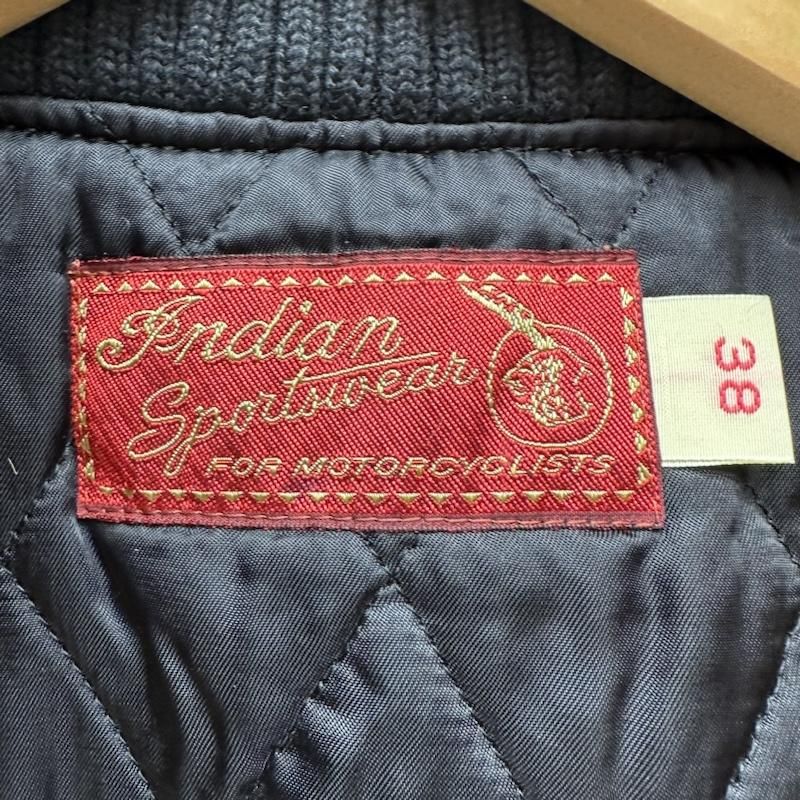 Indian
Sportswear
FOR MOTORCYCLISTS
38